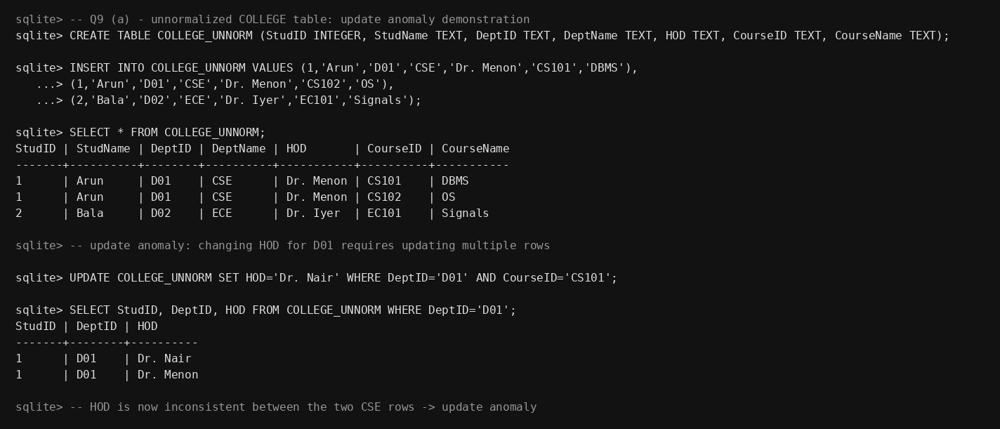 sqlite> -- Q9 (a) - unnormalized COLLEGE table: update anomaly demonstration
sqlite> CREATE TABLE COLLEGE_UNNORM (StudID INTEGER, StudName TEXT, DeptID TEXT, DeptName TEXT, HOD TEXT, CourseID TEXT, CourseName TEXT);
sqlite> INSERT INTO COLLEGE_UNNORM VALUES (1,'Arun','D01','CSE','Dr. Menon','CS101','DBMS'),
   ...> (1,'Arun','D01','CSE','Dr. Menon','CS102','OS'),
   ...> (2,'Bala','D02','ECE','Dr. Iyer','EC101','Signals');
sqlite> SELECT * FROM COLLEGE_UNNORM;
StudID | StudName | DeptID | DeptName | HOD       | CourseID | CourseName
-------+----------+--------+----------+-----------+----------+-----------
1      | Arun     | D01    | CSE      | Dr. Menon | CS101    | DBMS
1      | Arun     | D01    | CSE      | Dr. Menon | CS102    | OS
2      | Bala     | D02    | ECE      | Dr. Iyer  | EC101    | Signals
sqlite> -- update anomaly: changing HOD for D01 requires updating multiple rows
sqlite> UPDATE COLLEGE_UNNORM SET HOD='Dr. Nair' WHERE DeptID='D01' AND CourseID='CS101';
sqlite> SELECT StudID, DeptID, HOD FROM COLLEGE_UNNORM WHERE DeptID='D01';
StudID | DeptID | HOD
-------+--------+----------
1      | D01    | Dr. Nair
1      | D01    | Dr. Menon
sqlite> -- HOD is now inconsistent between the two CSE rows -> update anomaly